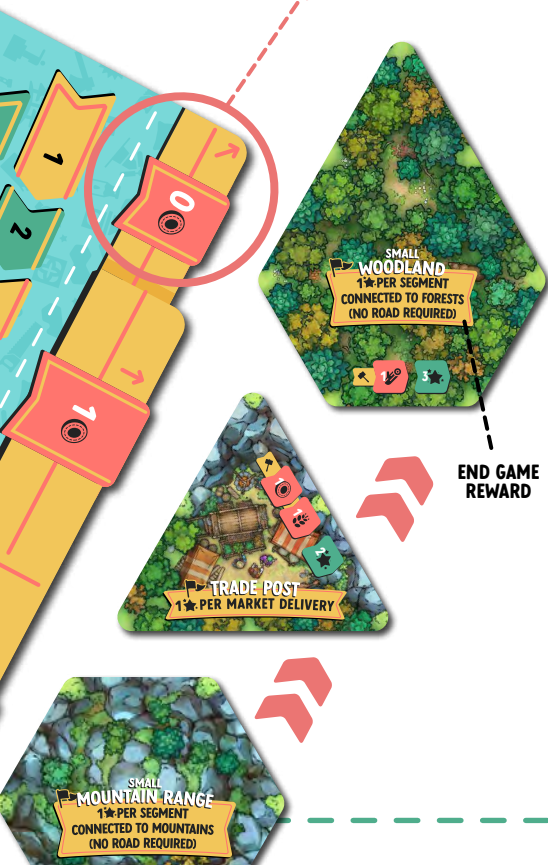 1
2
0
1
SMALL
WOODLAND
1★ PER SEGMENT
CONNECTED TO FORESTS
(NO ROAD REQUIRED)
1
3★
END GAME
REWARD
1
1
2★
TRADE POST
1★ PER MARKET DELIVERY
SMALL
MOUNTAIN RANGE
1★ PER SEGMENT
CONNECTED TO MOUNTAINS
(NO ROAD REQUIRED)